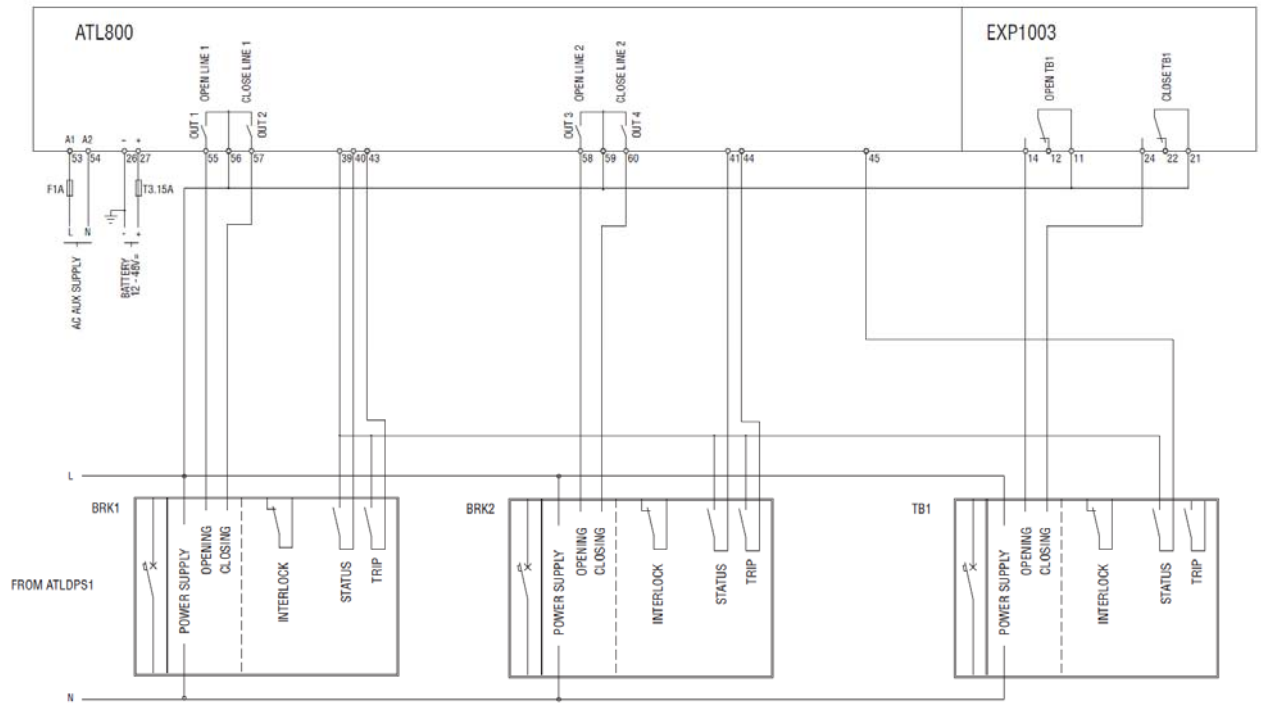 ATL800
EXP1003
OPEN LINE 1
CLOSE LINE 1
OPEN LINE 2
CLOSE LINE 2
OPEN TB1
CLOSE TB1
OUT 1
OUT 2
OUT 3
OUT 4
A1 A2 - +
53 54 26 27 55 56 57 39 40 43 58 59 60 41 44 45 14 12 11 24 22 21
F1A
T3.15A
L N - +
AC AUX SUPPLY
BATTERY
12 - 48V=
L
BRK1
BRK2
TB1
FROM ATLDPS1
POWER SUPPLY
OPENING
CLOSING
INTERLOCK
STATUS
TRIP
POWER SUPPLY
OPENING
CLOSING
INTERLOCK
STATUS
TRIP
POWER SUPPLY
OPENING
CLOSING
INTERLOCK
STATUS
TRIP
N